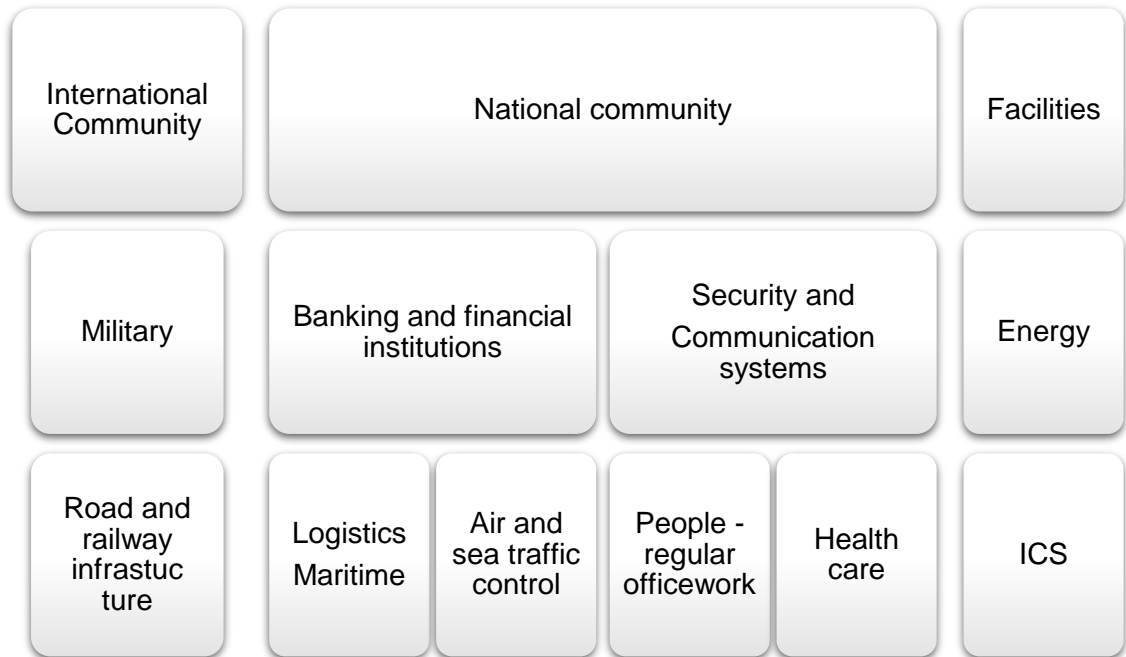 International
Community
National community
Facilities
Military
Banking and financial
institutions
Security and
Communication
systems
Energy
Road and
railway
infrastuc
ture
Logistics
Maritime
Air and
sea traffic
control
People -
regular
officework
Health
care
ICS